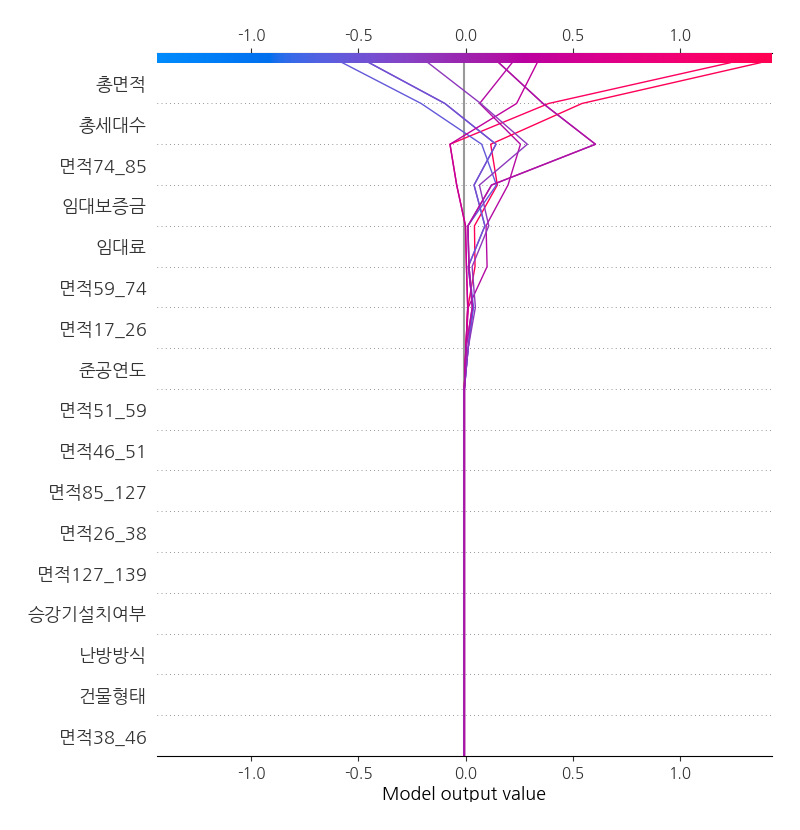 -1.0 -0.5 0.0 0.5 1.0
총면적
총세대수
면적74_85
임대보증금
임대료
면적59_74
면적17_26
준공연도
면적51_59
면적46_51
면적85_127
면적26_38
면적127_139
승강기설치여부
난방방식
건물형태
면적38_46
-1.0 -0.5 0.0 0.5 1.0
Model output value